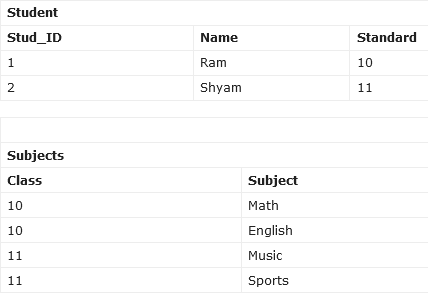 Student
Stud_ID Name Standard
1 Ram 10
2 Shyam 11
Subjects
Class Subject
10 Math
10 English
11 Music
11 Sports